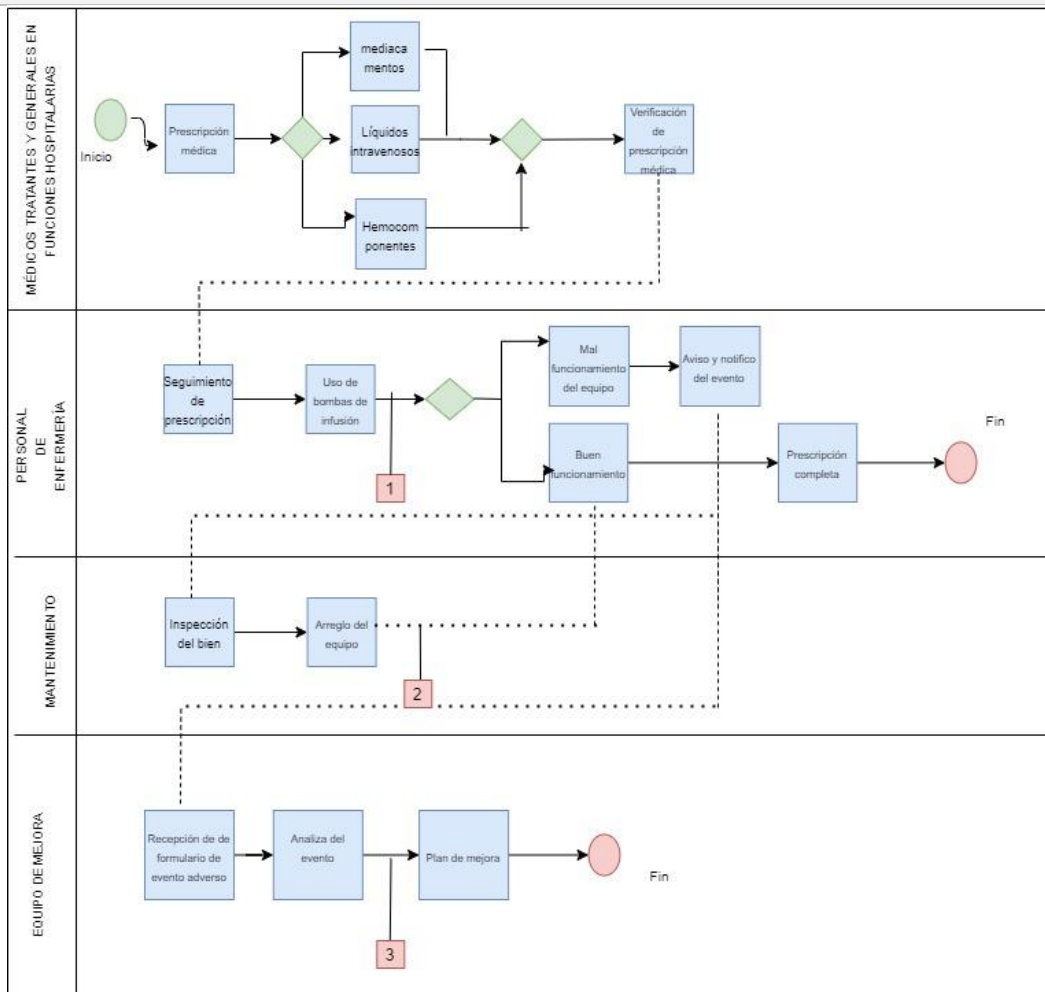 MÉDICOS TRATANTES Y GENERALES EN
FUNCIONES HOSPITALARIAS
Inicio
Prescripción
médica
mediaca
mentos
Líquidos
intravenosos
Hemocom
ponentes
Verificación
de
prescripción
médica
PERSONAL
DE
ENFERMERÍA
Seguimiento
de
prescripción
Uso de
bombas de
infusión
1
Mal
funcionamiento
del equipo
Aviso y notifico
del evento
Buen
funcionamiento
Prescripción
completa
Fin
MANTENIMIENTO
Inspección
del bien
Arreglo del
equipo
2
EQUIPO DE MEJORA
Recepción de de
formulario de
evento adverso
Analiza del
evento
3
Plan de mejora
Fin